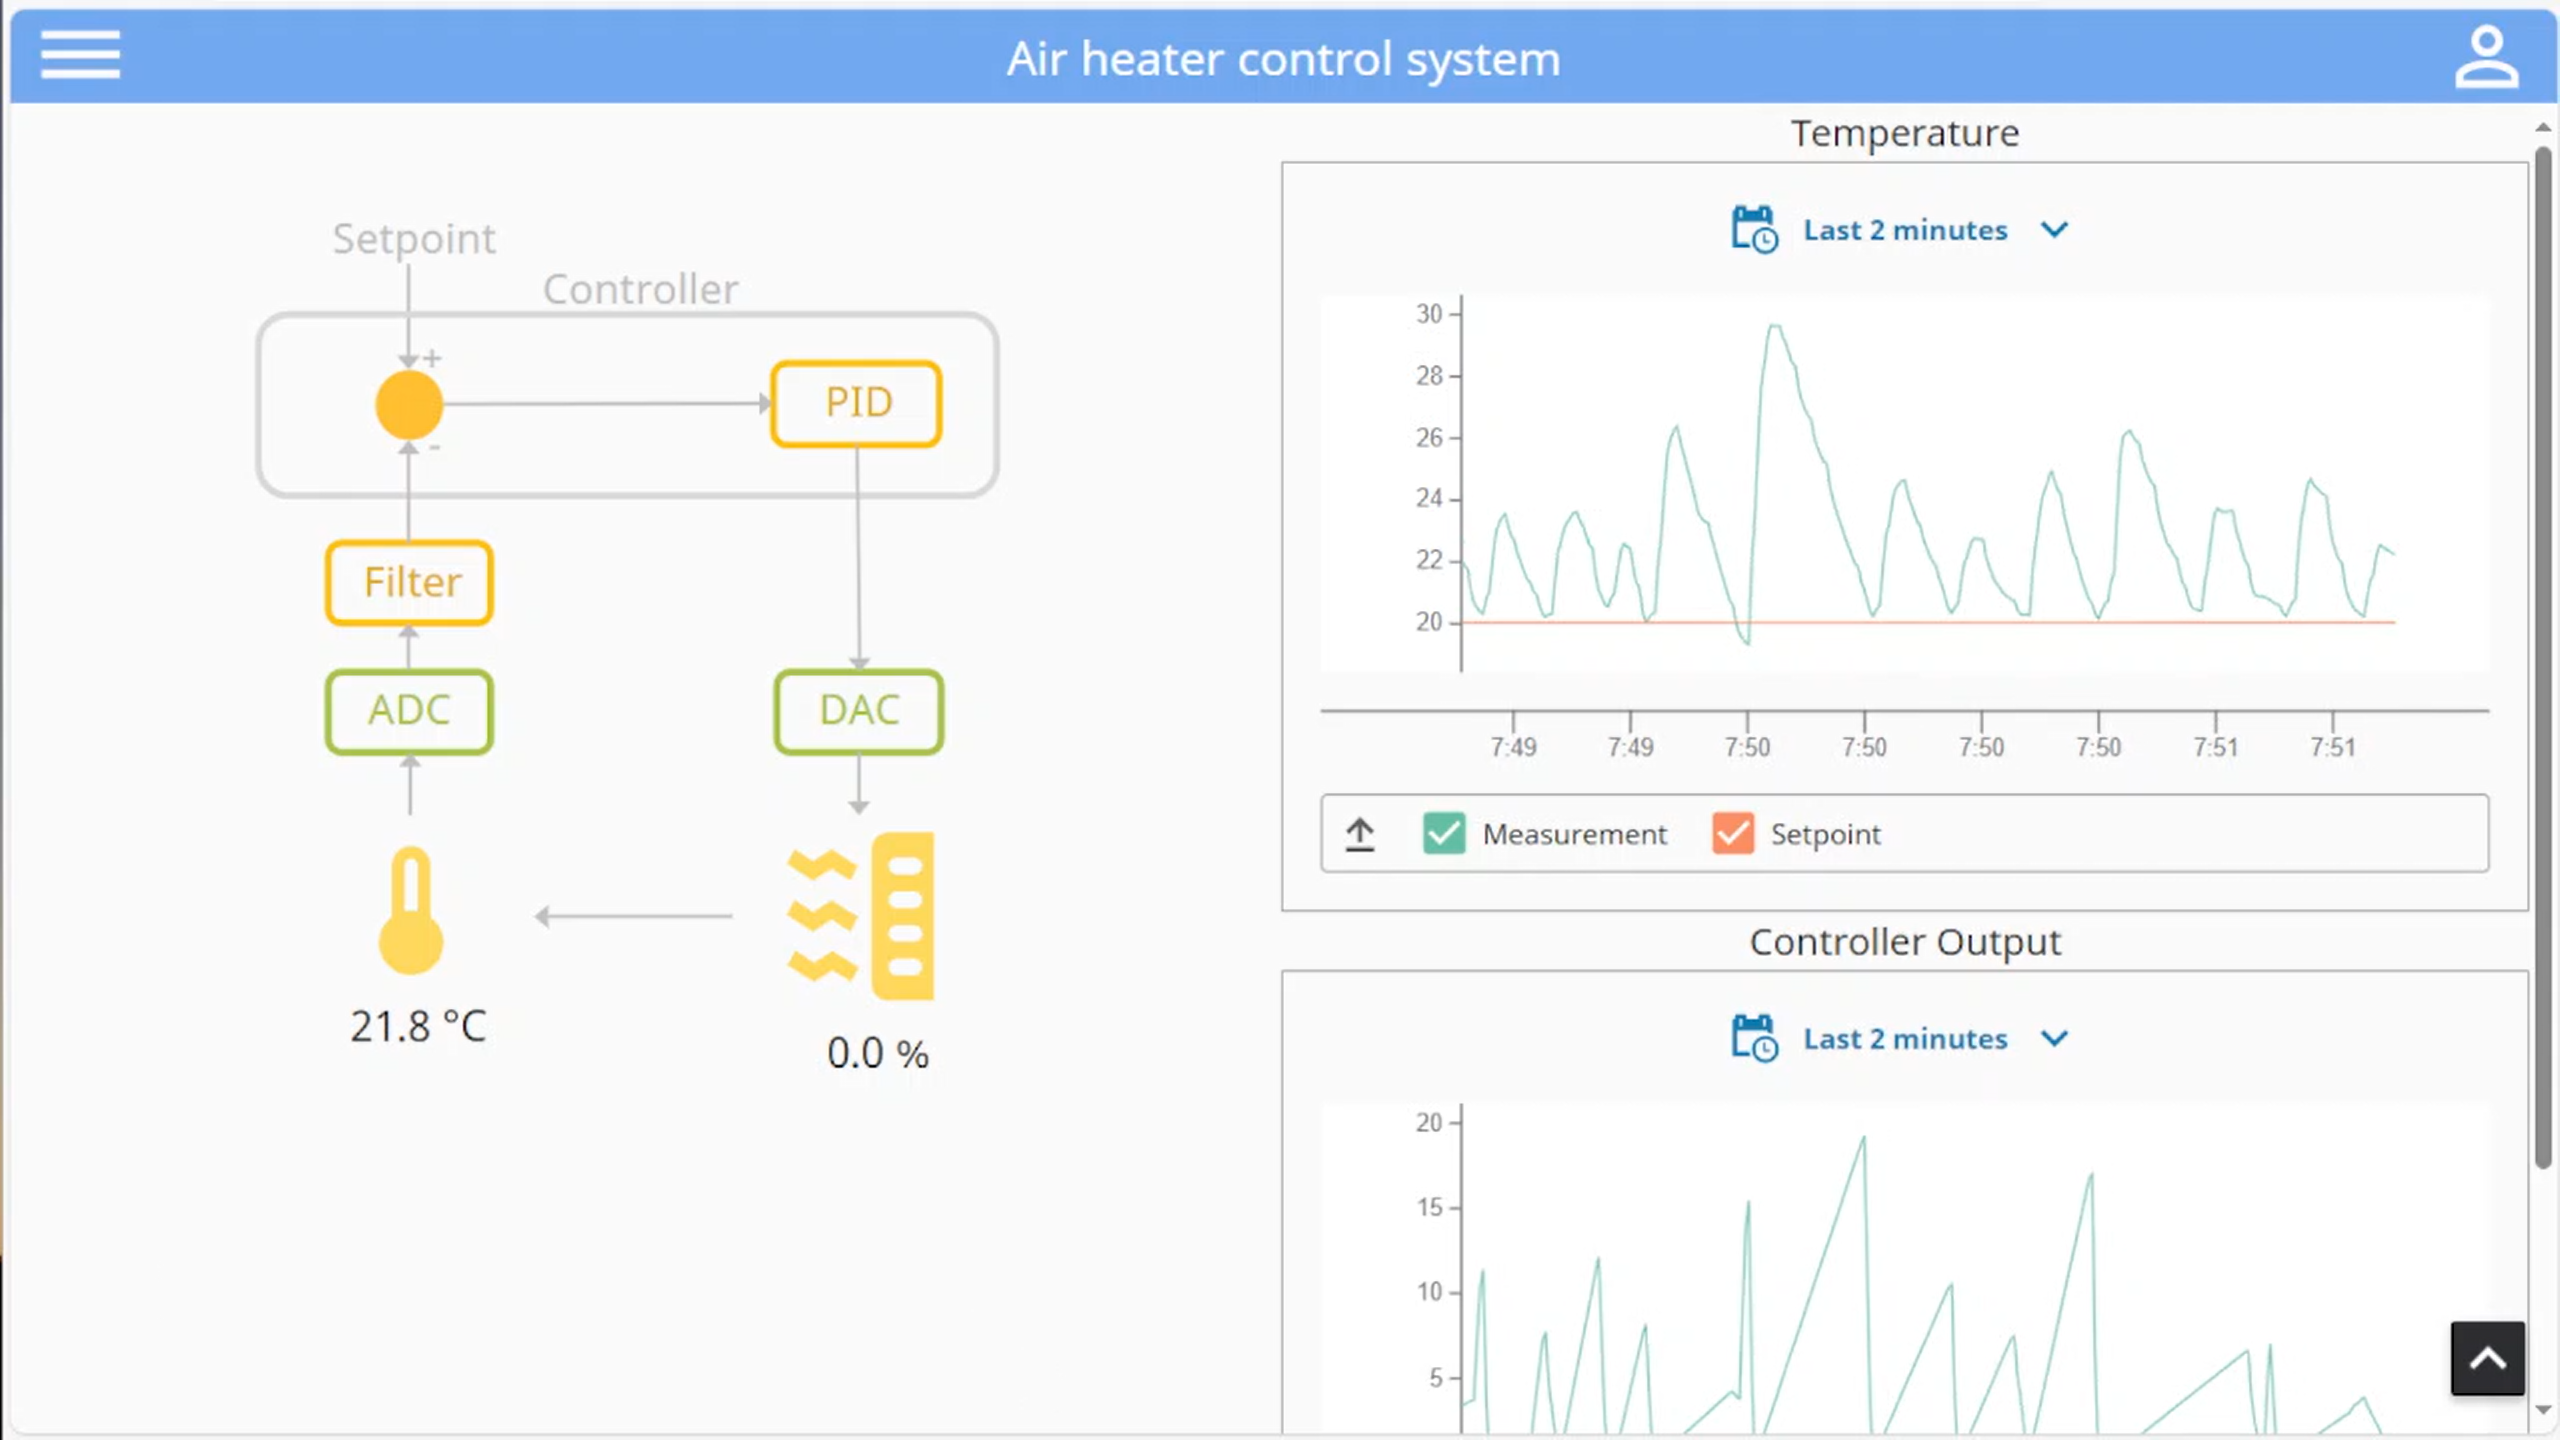 Air heater control system
Setpoint
Controller
+
PID
-
Filter
ADC
DAC
21.8 °C
0.0 %
Temperature
Last 2 minutes
30
28
26
24
22
20
7:49 7:49 7:50 7:50 7:50 7:50 7:51 7:51
Measurement Setpoint
Controller Output
Last 2 minutes
20
15
10
5